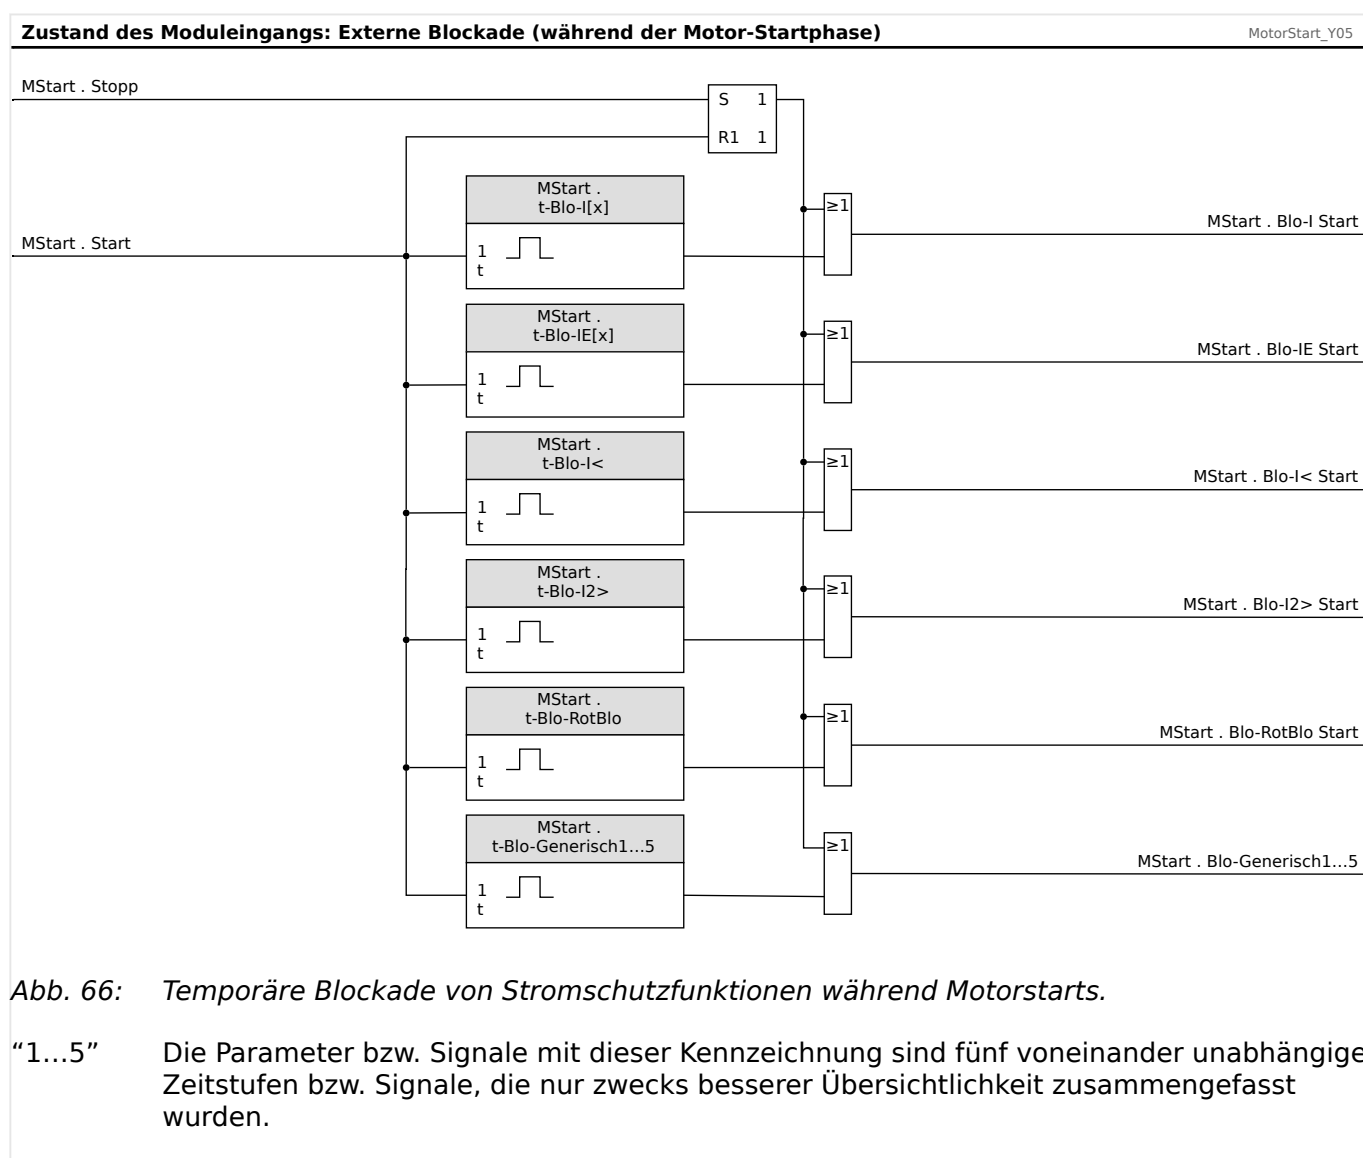 Zustand des Moduleingangs: Externe Blockade (während der Motor-Startphase)
MotorStart_Y05
MStart . Stopp
S 1
R1 1
MStart .
t-Blo-I[x]
≥1
MStart . Blo-I Start
MStart . Start
1
t
MStart .
t-Blo-IE[x]
≥1
MStart . Blo-IE Start
1
t
MStart .
t-Blo-I<
≥1
MStart . Blo-I< Start
1
t
MStart .
t-Blo-I2>
≥1
MStart . Blo-I2> Start
1
t
MStart .
t-Blo-RotBlo
≥1
MStart . Blo-RotBlo Start
1
t
MStart .
t-Blo-Generisch1...5
≥1
MStart . Blo-Generisch1...5
1
t
Abb. 66: Temporäre Blockade von Stromschutzfunktionen während Motorstarts.
“1...5” Die Parameter bzw. Signale mit dieser Kennzeichnung sind fünf voneinander unabhängige
Zeitstufen bzw. Signale, die nur zwecks besserer Übersichtlichkeit zusammengefasst
wurden.